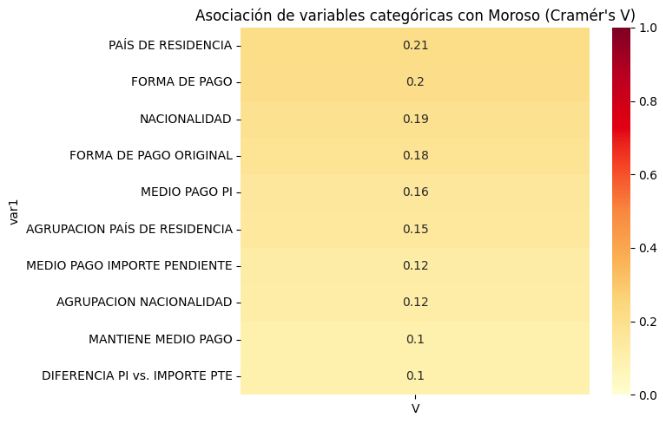 Asociación de variables categóricas con Moroso (Cramér's V)
PAÍS DE RESIDENCIA
0.21
FORMA DE PAGO
0.2
NACIONALIDAD
0.19
FORMA DE PAGO ORIGINAL
0.18
MEDIO PAGO PI
0.16
AGRUPACION PAÍS DE RESIDENCIA
0.15
MEDIO PAGO IMPORTE PENDIENTE
0.12
AGRUPACION NACIONALIDAD
0.12
MANTIENE MEDIO PAGO
0.1
DIFERENCIA PI vs. IMPORTE PTE
0.1
var1
V
1.0
0.8
0.6
0.4
0.2
0.0